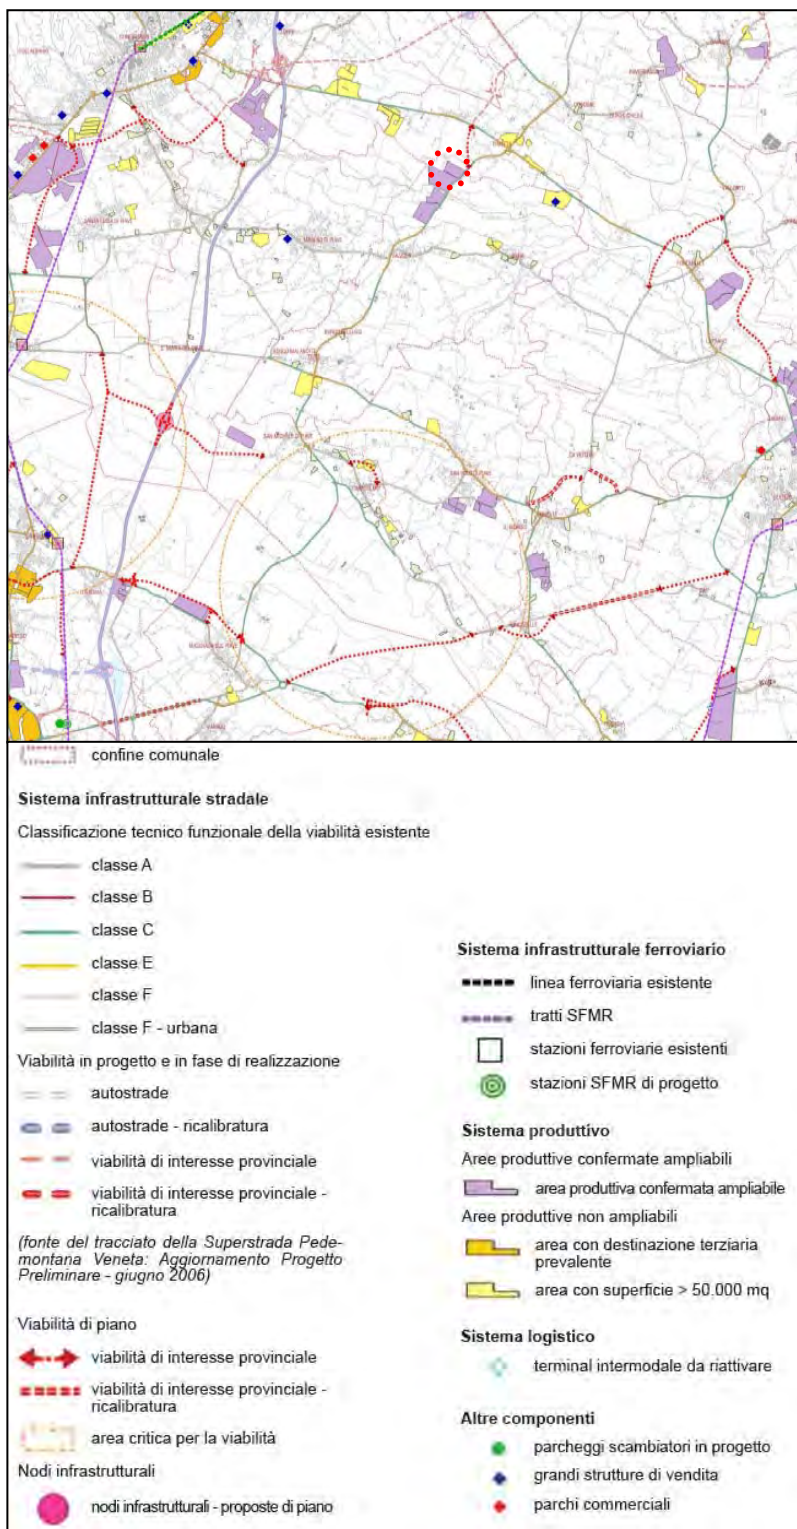 confine comunale
Sistema infrastrutturale stradale
Classificazione tecnico funzionale della viabilità esistente
classe A
classe B
classe C
classe E
classe F
classe F - urbana
Viabilità in progetto e in fase di realizzazione
autostrade
autostrade - ricalibratura
viabilità di interesse provinciale
viabilità di interesse provinciale -
ricalibratura
(fonte del tracciato della Superstrada Pede-
montana Veneta: Aggiornamento Progetto
Preliminare - giugno 2006)
Viabilità di piano
viabilità di interesse provinciale
viabilità di interesse provinciale -
ricalibratura
area critica per la viabilità
Nodi infrastrutturali
nodi infrastrutturali - proposte di piano
Sistema infrastrutturale ferroviario
linea ferroviaria esistente
tratti SFMR
stazioni ferroviarie esistenti
stazioni SFMR di progetto
Sistema produttivo
Aree produttive confermate ampliabili
area produttiva confermata ampliabile
Aree produttive non ampliabili
area con destinazione terziaria
prevalente
area con superficie > 50.000 mq
Sistema logistico
terminal intermodale da riattivare
Altre componenti
parcheggi scambiatori in progetto
grandi strutture di vendita
parchi commerciali